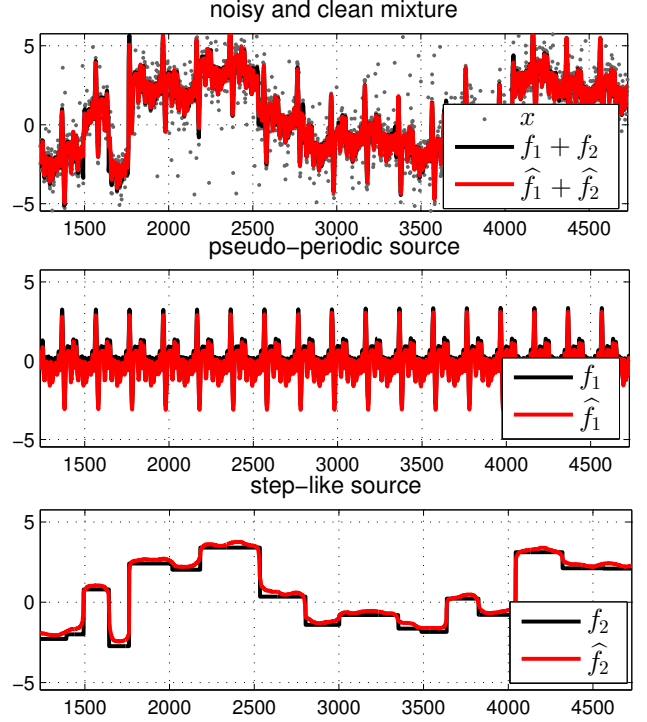 noisy and clean mixture
5
0
−5
x
f₁ + f₂
f̂₁ + f̂₂
1500 2000 2500 3000 3500 4000 4500
pseudo−periodic source
5
0
−5
f₁
f̂₁
1500 2000 2500 3000 3500 4000 4500
step−like source
5
0
−5
f₂
f̂₂
1500 2000 2500 3000 3500 4000 4500